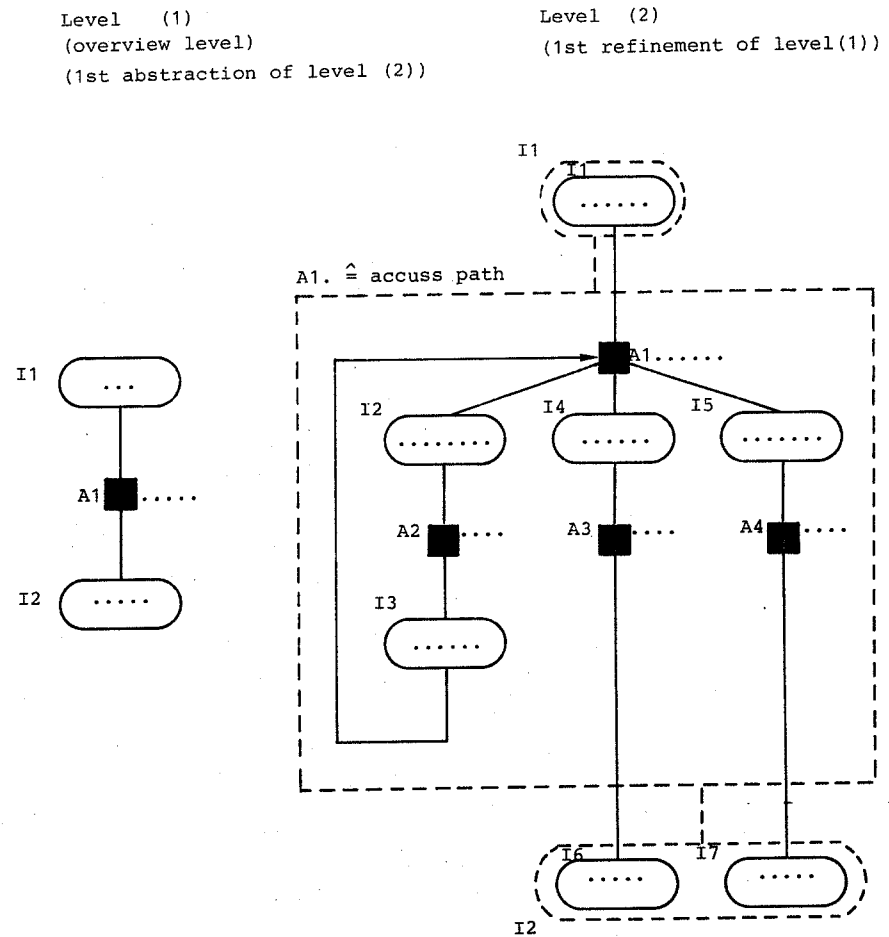 Level (1)
(overview level)
(1st abstraction of level (2))
Level (2)
(1st refinement of level(1))
I1
...
A1.....
I2
.....
I1
I1
......
A1. ≙ accuss path
A1......
I2
........
I4
......
I5
.......
A2....
A3....
A4....
I3
......
I6
.....
I7
.....
I2